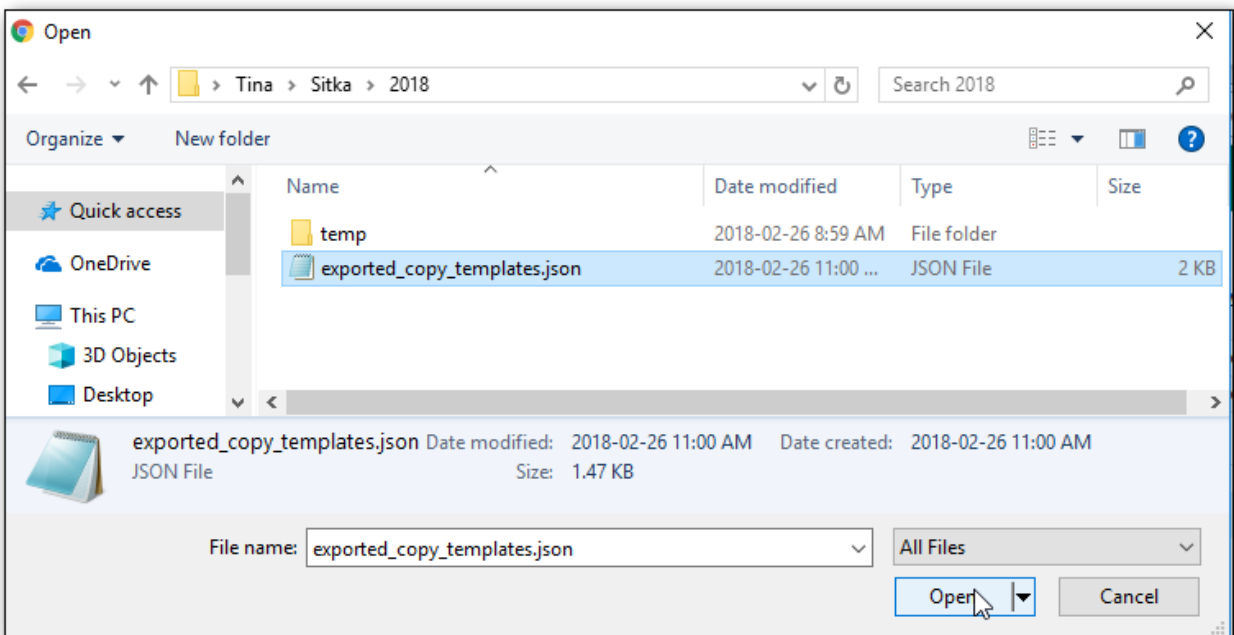 Open
Tina > Sitka > 2018
Search 2018
Organize
New folder
Name
Date modified
Type
Size
Quick access
OneDrive
This PC
3D Objects
Desktop
temp 2018-02-26 8:59 AM File folder
exported_copy_templates.json 2018-02-26 11:00 ... JSON File 2 KB
exported_copy_templates.json Date modified: 2018-02-26 11:00 AM Date created: 2018-02-26 11:00 AM
JSON File Size: 1.47 KB
File name: exported_copy_templates.json All Files
Open Cancel